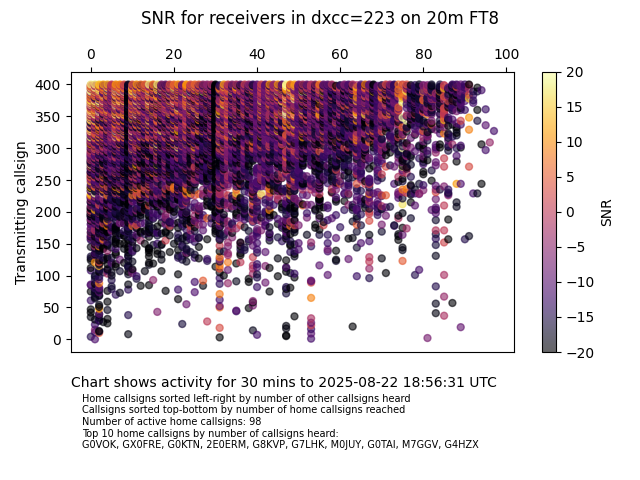 SNR for receivers in dxcc=223 on 20m FT8
0 20 40 60 80 100
400
350
300
250
200
150
100
50
0
Transmitting callsign
20
15
10
5
0
−5
−10
−15
−20
SNR
Chart shows activity for 30 mins to 2025-08-22 18:56:31 UTC
Home callsigns sorted left-right by number of other callsigns heard
Callsigns sorted top-bottom by number of home callsigns reached
Number of active home callsigns: 98
Top 10 home callsigns by number of callsigns heard:
G0VOK, GX0FRE, G0KTN, 2E0ERM, G8KVP, G7LHK, M0JUY, G0TAI, M7GGV, G4HZX